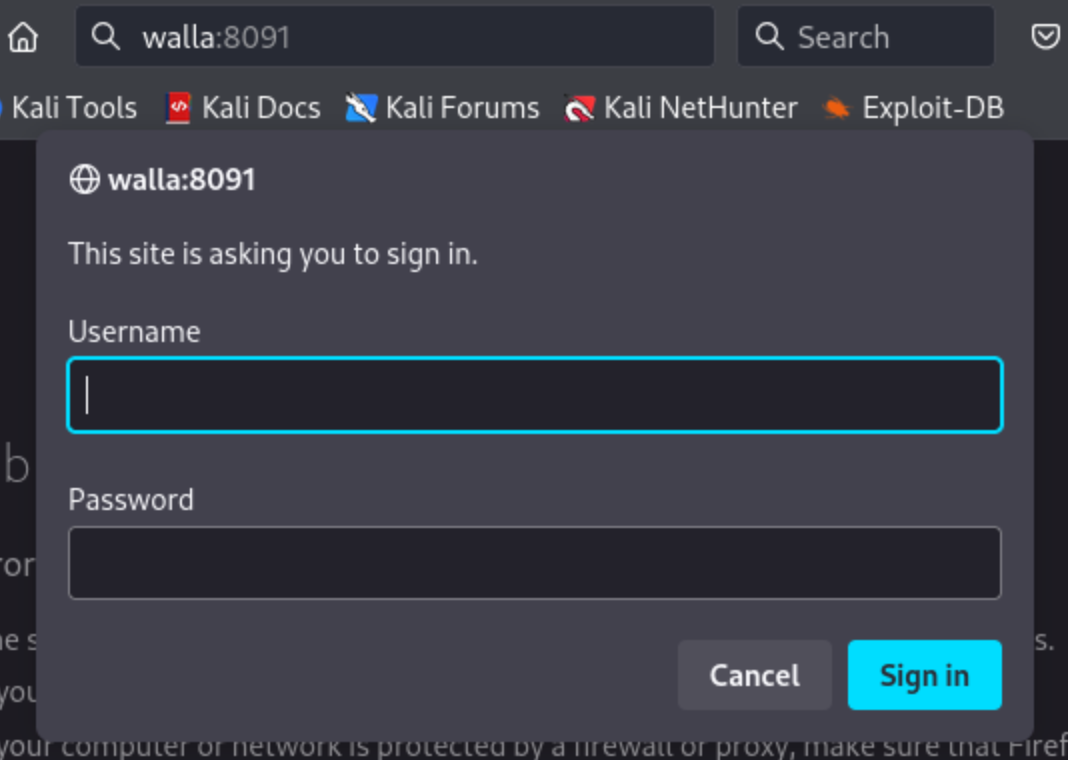 walla:8091 Search
Kali Tools Kali Docs Kali Forums Kali NetHunter Exploit-DB
walla:8091
This site is asking you to sign in.
Username
b
ror
Password
he s s.
you
Cancel Sign in
your computer or network is protected by a firewall or proxy, make sure that Firef